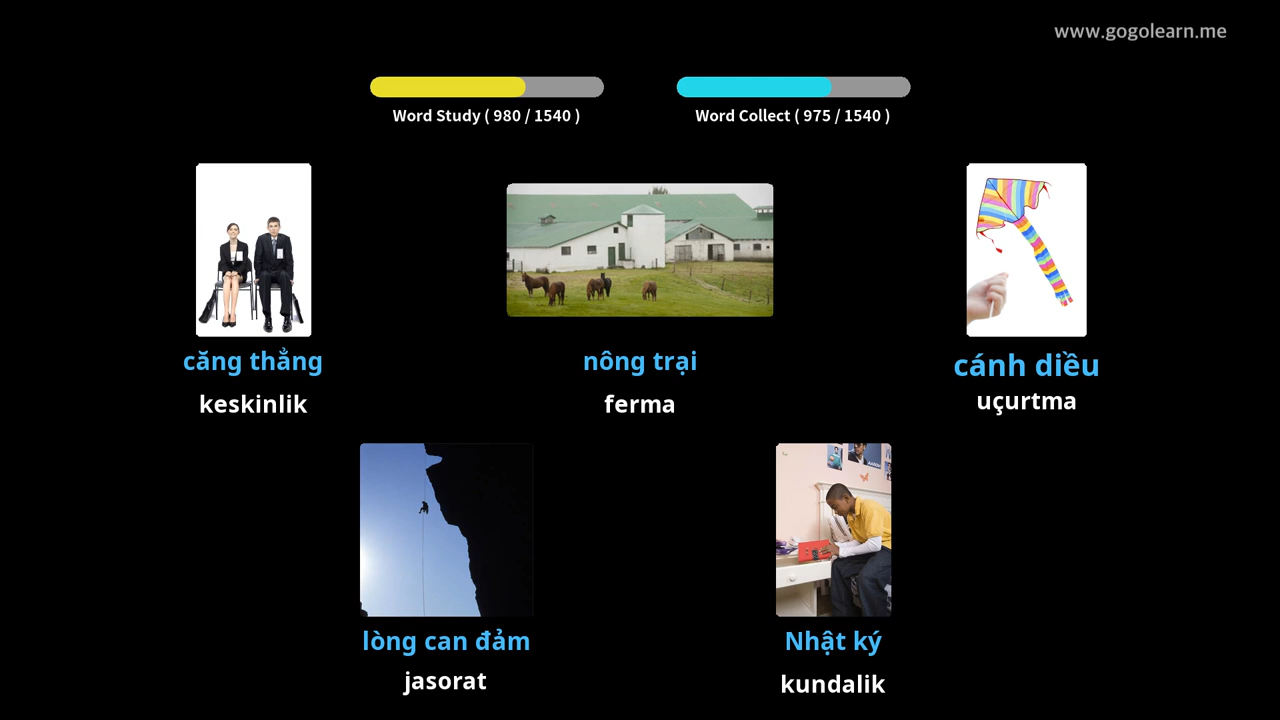 www.gogolearn.me
Word Study ( 980 / 1540 )
Word Collect ( 975 / 1540 )
căng thẳng
keskinlik
nông trại
ferma
cánh diều
uçurtma
lòng can đảm
jasorat
Nhật ký
kundalik